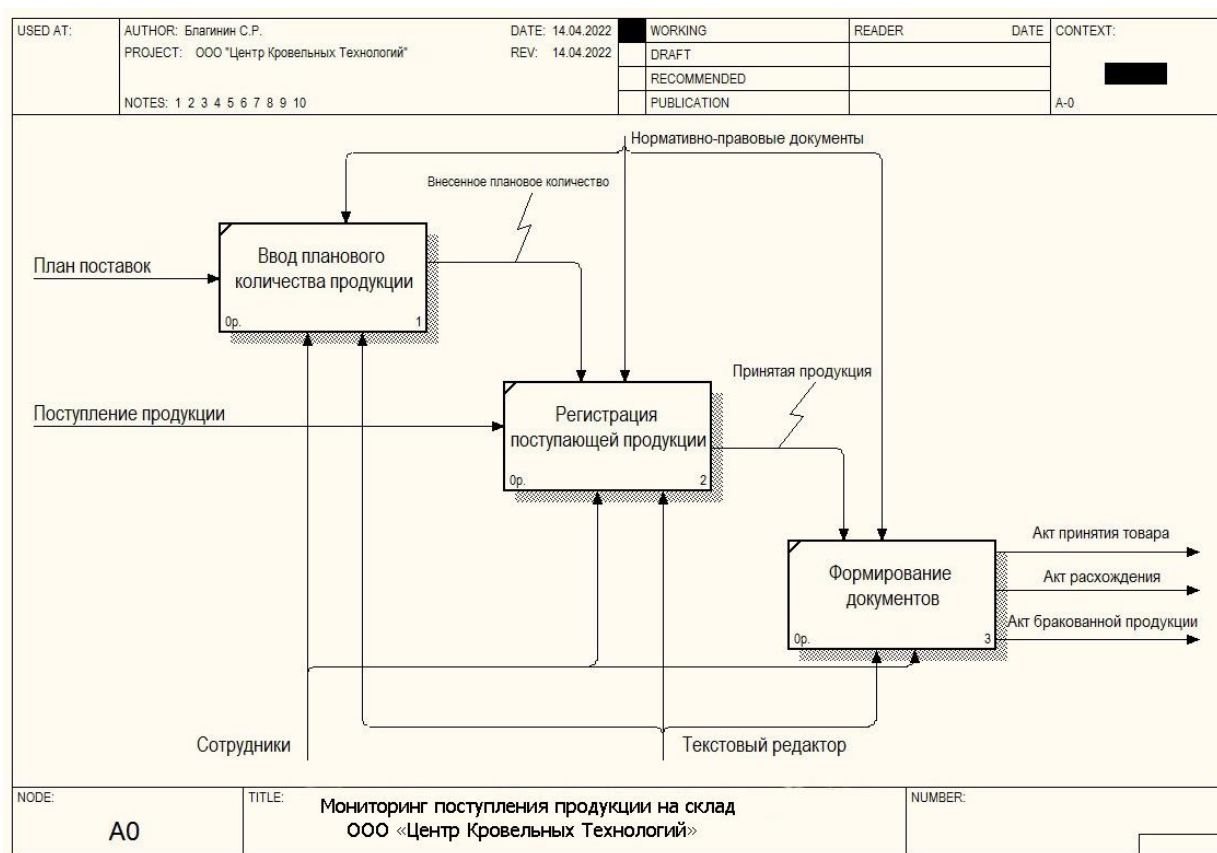 USED AT:
AUTHOR: Благинин С.Р.
DATE: 14.04.2022
PROJECT: ООО "Центр Кровельных Технологий"
REV: 14.04.2022
NOTES: 1 2 3 4 5 6 7 8 9 10
WORKING
DRAFT
RECOMMENDED
PUBLICATION
READER
DATE
CONTEXT:
A-0
Нормативно-правовые документы
Внесенное плановое количество
План поставок
Ввод планового
количества продукции
0р.
1
Принятая продукция
Поступление продукции
Регистрация
поступающей продукции
0р.
2
Акт принятия товара
Формирование
документов
Акт расхождения
Акт бракованной продукции
0р.
3
Сотрудники
Текстовый редактор
NODE:
A0
TITLE:
Мониторинг поступления продукции на склад
ООО «Центр Кровельных Технологий»
NUMBER: